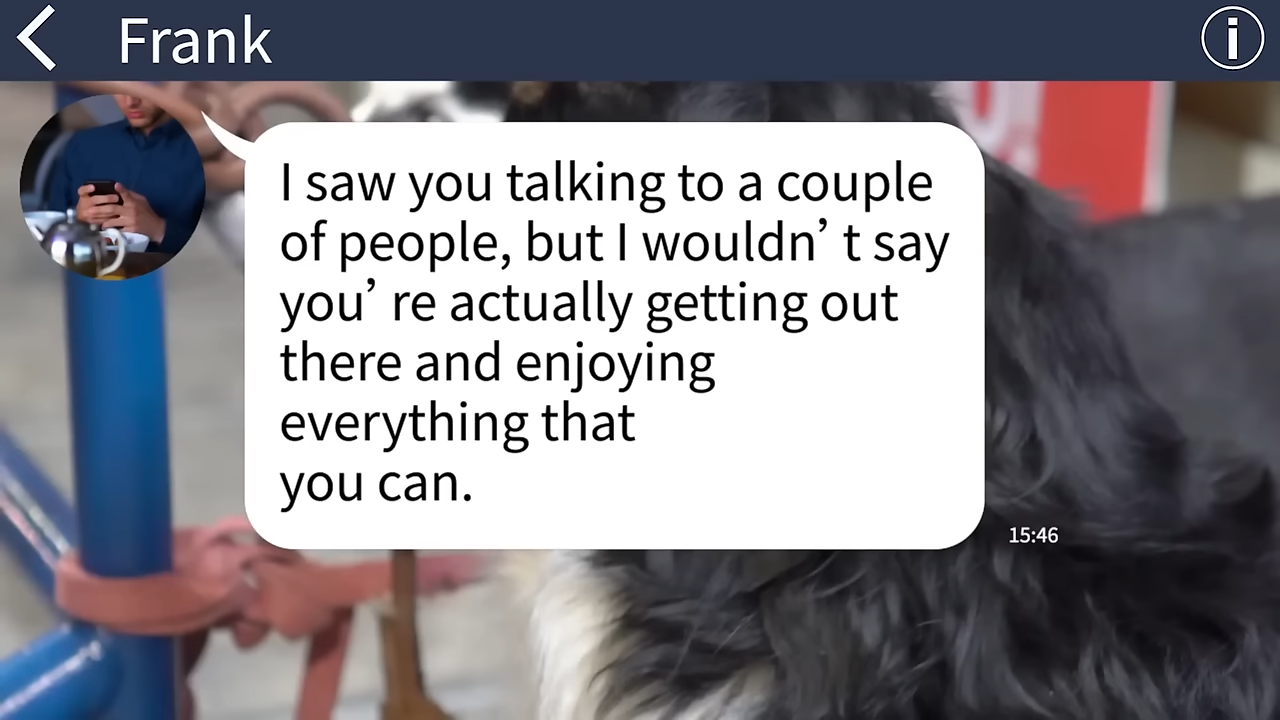 Frank
I saw you talking to a couple
of people, but I wouldn’ t say
you’ re actually getting out
there and enjoying
everything that
you can.
15:46